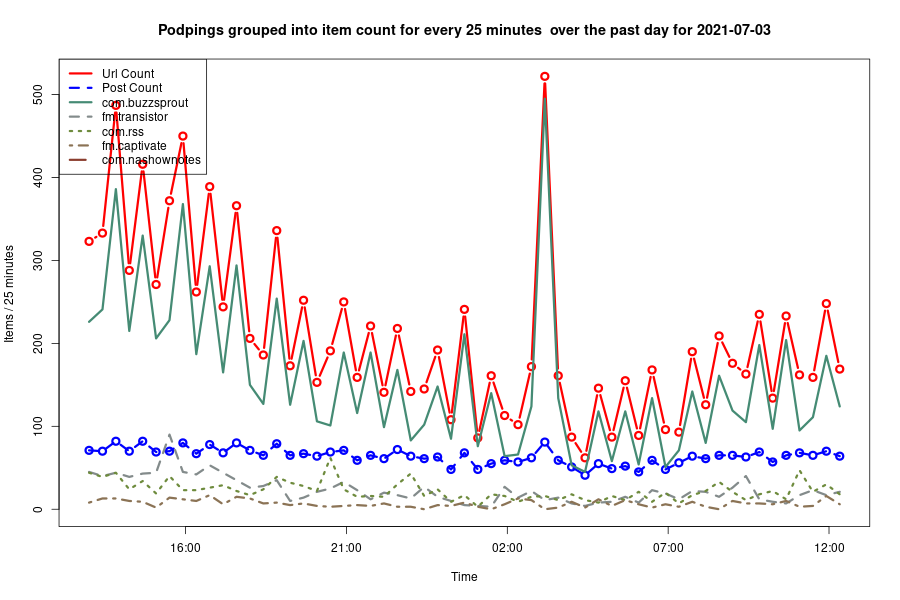 Podpings grouped into item count for every 25 minutes  over the past day for 2021-07-03
Url Count
Post Count
com.buzzsprout
fm.transistor
com.rss
fm.captivate
com.nashownotes
500
400
300
200
100
0
Items / 25 minutes
16:00
21:00
02:00
07:00
12:00
Time